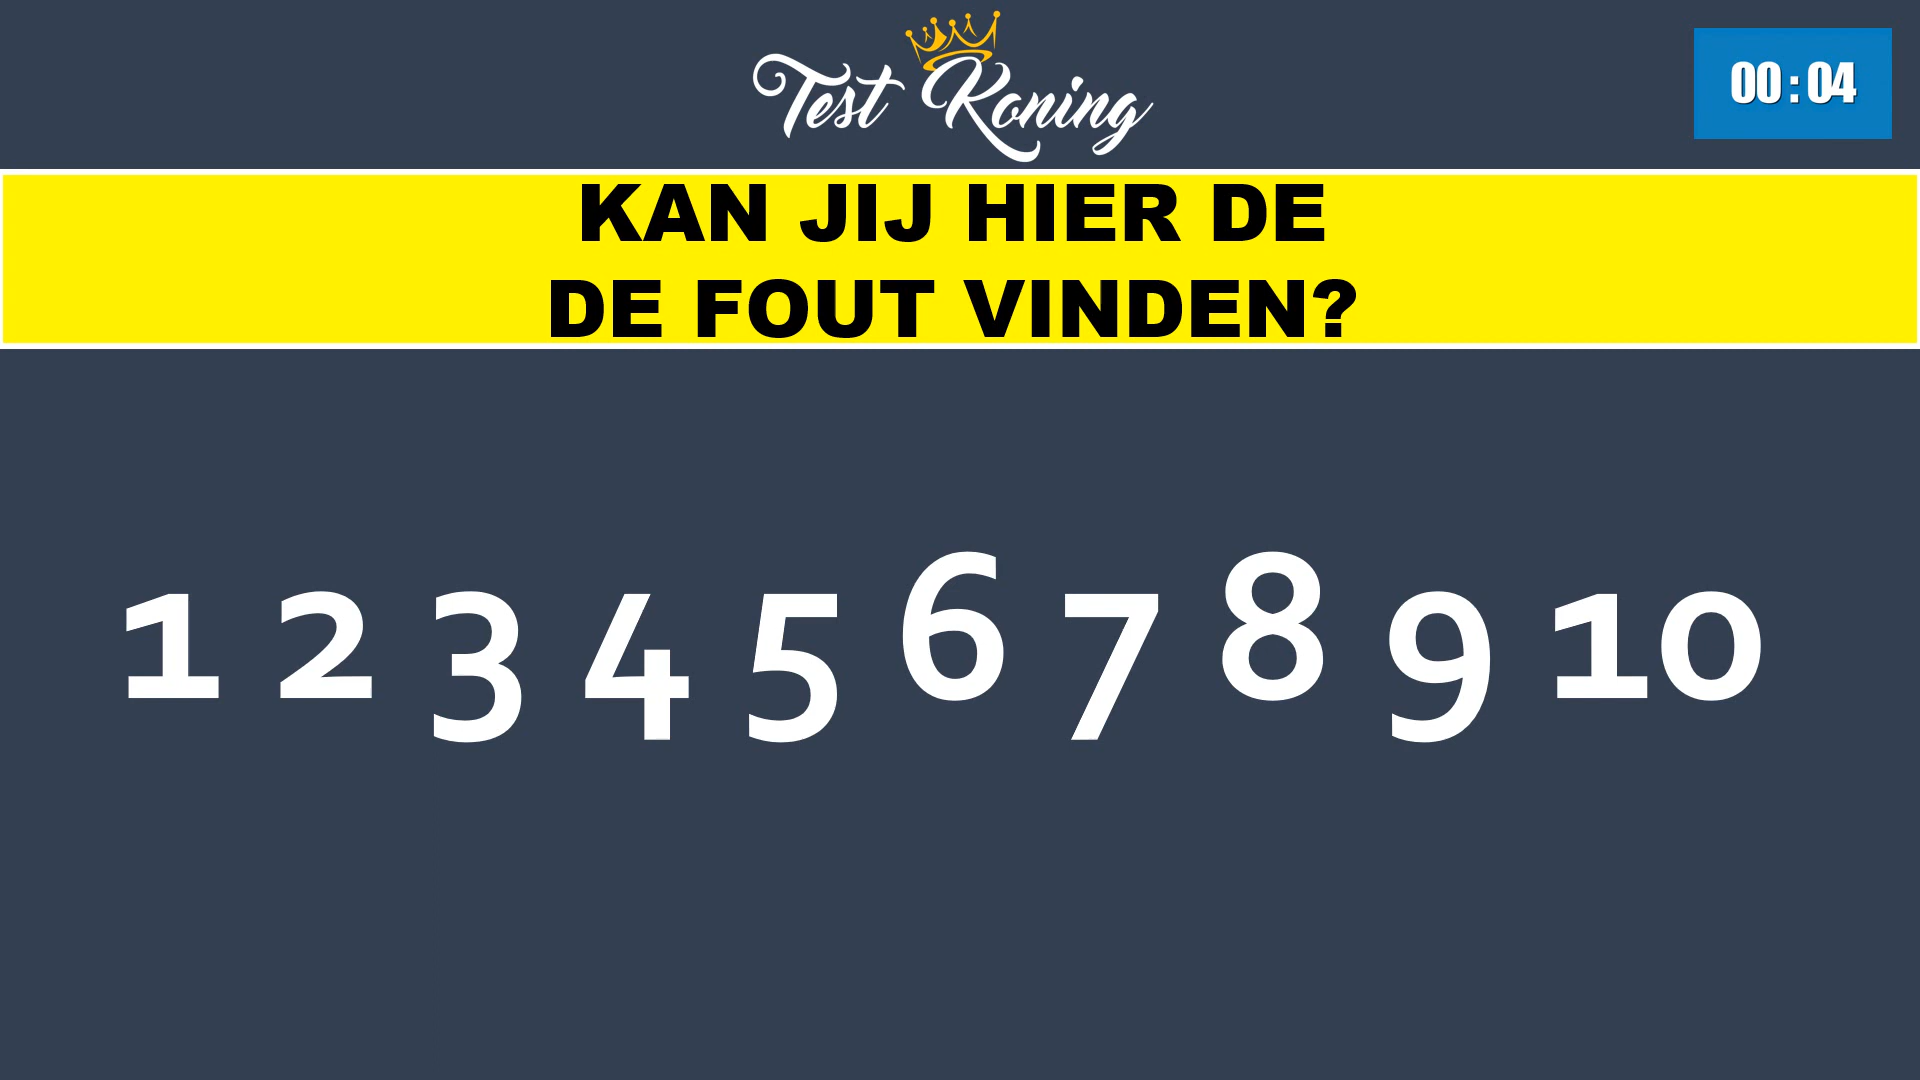 Test Koning
00:04
KAN JIJ HIER DE
DE FOUT VINDEN?
1 2 3 4 5 6 7 8 9 10